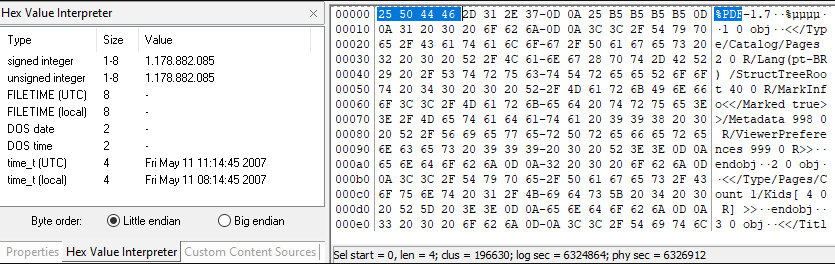 Hex Value Interpreter
Type Size Value
signed integer 1-8 1.178.882.085
unsigned integer 1-8 1.178.882.085
FILETIME (UTC) 8 -
FILETIME (local) 8 -
DOS date 2 -
DOS time 2 -
time_t (UTC) 4 Fri May 11 11:14:45 2007
time_t (local) 4 Fri May 11 08:14:45 2007
Byte order: Little endian Big endian
Properties Hex Value Interpreter Custom Content Sources
00000 25 50 44 46 2D 31 2E 37-0D 0A 25 B5 B5 B5 B5 0D %PDF-1.7··%µµµµ·
00010 0A 31 20 30 20 6F 62 6A-0D 0A 3C 3C 2F 54 79 70 ·1 0 obj··<</Typ
00020 65 2F 43 61 74 61 6C 6F-67 2F 50 61 67 65 73 20 e/Catalog/Pages
00030 32 20 30 20 52 2F 4C 61-6E 67 28 70 74 2D 42 52 2 0 R/Lang(pt-BR
00040 29 20 2F 53 74 72 75 63-74 54 72 65 65 52 6F 6F ) /StructTreeRoo
00050 74 20 34 30 20 30 20 52-2F 4D 61 72 6B 49 6E 66 t 40 0 R/MarkInf
00060 6F 3C 3C 2F 4D 61 72 6B-65 64 20 74 72 75 65 3E o<</Marked true>
00070 3E 2F 4D 65 74 61 64 61-74 61 20 39 39 38 20 30 >/Metadata 998 0
00080 20 52 2F 56 69 65 77 65-72 50 72 65 66 65 72 65 R/ViewerPrefere
00090 6E 63 65 73 20 39 39 39-20 30 20 52 3E 3E 0D 0A nces 999 0 R>>··
000a0 65 6E 64 6F 62 6A 0D 0A-32 20 30 20 6F 62 6A 0D endobj··2 0 obj·
000b0 0A 3C 3C 2F 54 79 70 65-2F 50 61 67 65 73 2F 43 ·<</Type/Pages/C
000c0 6F 75 6E 74 20 31 2F 4B-69 64 73 5B 20 34 20 30 ount 1/Kids[ 4 0
000d0 20 52 5D 20 3E 3E 0D 0A-65 6E 64 6F 62 6A 0D 0A R] >>··endobj··
000e0 33 20 30 20 6F 62 6A 0D-0A 3C 3C 2F 54 69 74 6C 3 0 obj··<</Titl
Sel start = 0, len = 4; clus = 196630; log sec = 6324864; phy sec = 6326912